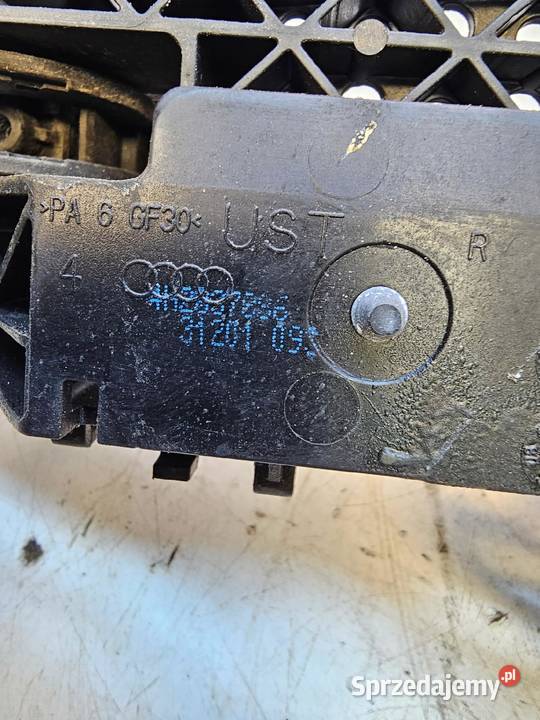 >PA 6 GF30< UST
R
4
31201 09
Sprzedajemy.pl